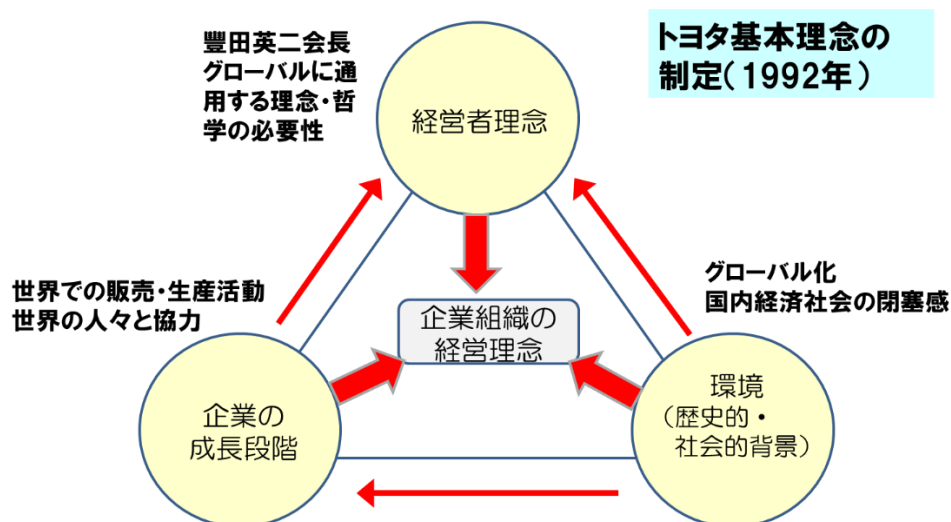 豐田英二会長
グローバルに通
用する理念・哲
学の必要性
トヨタ基本理念の
制定(1992年)
経営者理念
世界での販売・生産活動
世界の人々と協力
グローバル化
国内経済社会の閉塞感
企業組織の
経営理念
企業の
成長段階
環境
(歴史的・
社会的背景)